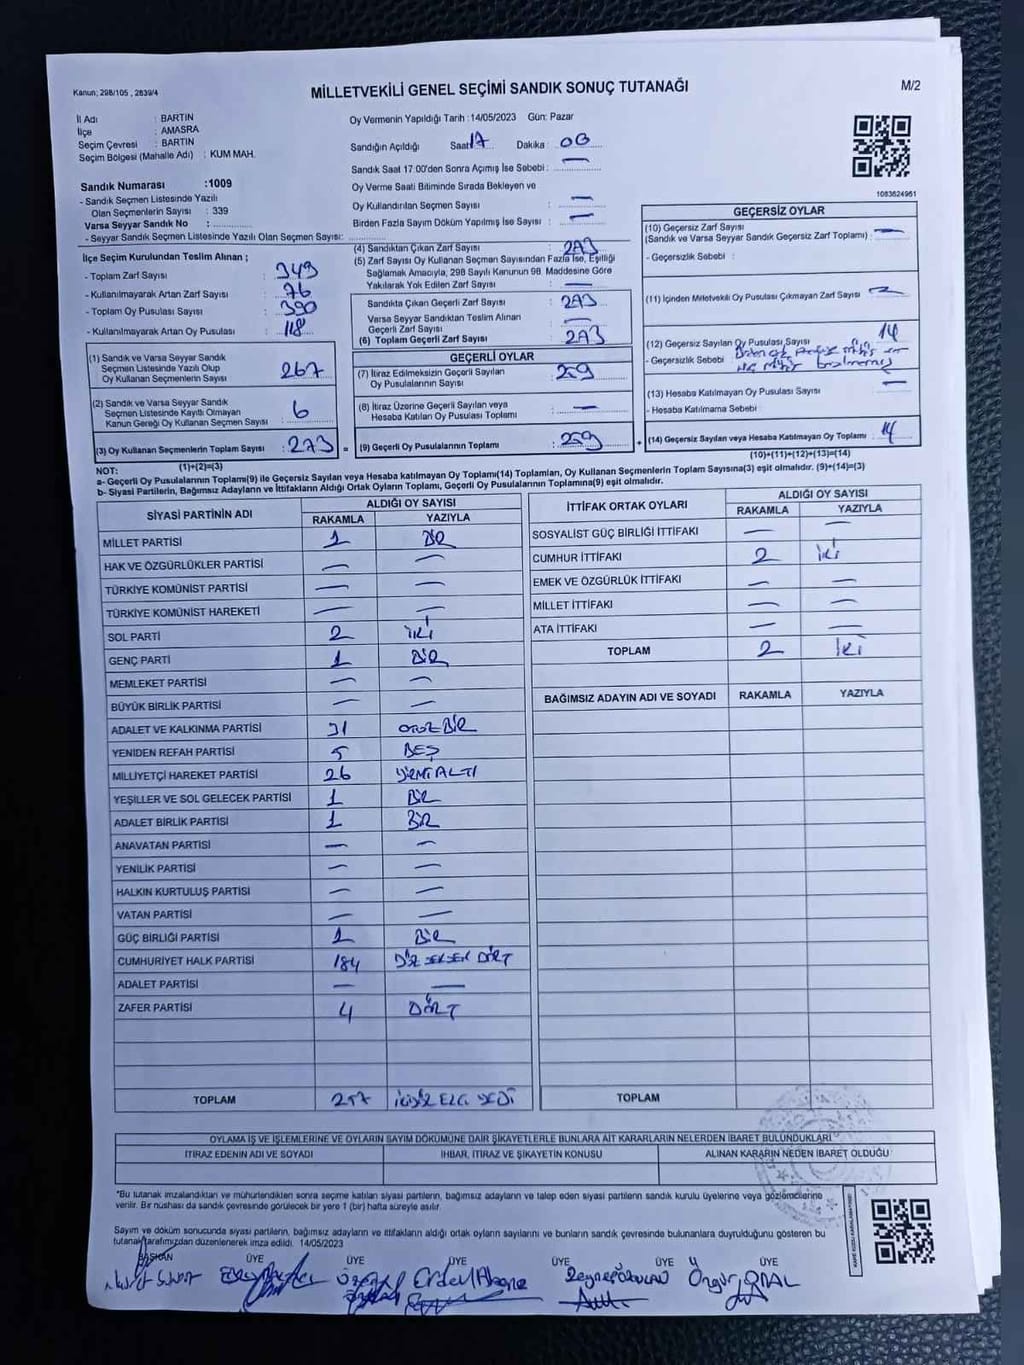 Kanun; 298/105 , 2839/4
MİLLETVEKİLİ GENEL SEÇİMİ SANDIK SONUÇ TUTANAĞI
M/2
İl Adı : BARTIN
İlçe : AMASRA
Seçim Çevresi : BARTIN
Seçim Bölgesi (Mahalle Adı) : KUM MAH.
Sandık Numarası :1009
- Sandık Seçmen Listesinde Yazılı
Olan Seçmenlerin Sayısı : 339
Varsa Seyyar Sandık No :
- Seyyar Sandık Seçmen Listesinde Yazılı Olan Seçmen Sayısı:
Oy Vermenin Yapıldığı Tarih :14/05/2023 Gün: Pazar
Sandığın Açıldığı Saat: 17 Dakika : 00
Sandık Saat 17:00'den Sonra Açımış İse Sebebi : —
Oy Verme Saati Bitiminde Sırada Bekleyen ve
Oy Kullandırılan Seçmen Sayısı : —
Birden Fazla Sayım Döküm Yapılmış İse Sayısı : —
1083624961
İlçe Seçim Kurulundan Teslim Alınan ;
- Toplam Zarf Sayısı : 349
- Kullanılmayarak Artan Zarf Sayısı : 76
- Toplam Oy Pusulası Sayısı : 390
- Kullanılmayarak Artan Oy Pusulası : 118
(1) Sandık ve Varsa Seyyar Sandık
Seçmen Listesinde Yazılı Olup
Oy Kullanan Seçmenlerin Sayısı : 267
(2) Sandık ve Varsa Seyyar Sandık
Seçmen Listesinde Kayıtlı Olmayan
Kanun Gereği Oy Kullanan Seçmen Sayısı : 6
(3) Oy Kullanan Seçmenlerin Toplam Sayısı : 273
(1)+(2)=(3)
(4) Sandıktan Çıkan Zarf Sayısı : 273
(5) Zarf Sayısı Oy Kullanan Seçmen Sayısından Fazla İse, Eşitliği
Sağlamak Amacıyla, 298 Sayılı Kanunun 98. Maddesine Göre
Yakılarak Yok Edilen Zarf Sayısı : —
Sandıkta Çıkan Geçerli Zarf Sayısı : 273
Varsa Seyyar Sandıktan Teslim Alınan
Geçerli Zarf Sayısı : —
(6) Toplam Geçerli Zarf Sayısı : 273
GEÇERLİ OYLAR
(7) İtiraz Edilmeksizin Geçerli Sayılan
Oy Pusulalarının Sayısı : 259
(8) İtiraz Üzerine Geçerli Sayılan veya
Hesaba Katılan Oy Pusulası Toplamı : —
= (9) Geçerli Oy Pusulalarının Toplamı : 259
GEÇERSİZ OYLAR
(10) Geçersiz Zarf Sayısı
(Sandık ve Varsa Seyyar Sandık Geçersiz Zarf Toplamı) : —
- Geçersizlik Sebebi :
(11) İçinden Milletvekili Oy Pusulası Çıkmayan Zarf Sayısı : —
(12) Geçersiz Sayılan Oy Pusulası Sayısı : 14
- Geçersizlik Sebebi
(13) Hesaba Katılmayan Oy Pusulası Sayısı : —
- Hesaba Katılmama Sebebi
+ (14) Geçersiz Sayılan veya Hesaba Katılmayan Oy Toplamı : 14
(10)+(11)+(12)+(13)=(14)
NOT:
a- Geçerli Oy Pusulalarının Toplamı(9) ile Geçersiz Sayılan veya Hesaba katılmayan Oy Toplamı(14) Toplamları, Oy Kullanan Seçmenlerin Toplam Sayısına(3) eşit olmalıdır. (9)+(14)=(3)
b- Siyasi Partilerin, Bağımsız Adayların ve İttifakların Aldığı Ortak Oyların Toplamı, Geçerli Oy Pusulalarının Toplamına(9) eşit olmalıdır.
SİYASİ PARTİNİN ADI ALDIĞI OY SAYISI
RAKAMLA YAZIYLA
MİLLET PARTİSİ 1 BİR
HAK VE ÖZGÜRLÜKLER PARTİSİ — —
TÜRKİYE KOMÜNİST PARTİSİ — —
TÜRKİYE KOMÜNİST HAREKETİ — —
SOL PARTİ 2 İKİ
GENÇ PARTİ 1 BİR
MEMLEKET PARTİSİ — —
BÜYÜK BİRLİK PARTİSİ — —
ADALET VE KALKINMA PARTİSİ 31 OTUZ BİR
YENİDEN REFAH PARTİSİ 5 BEŞ
MİLLİYETÇİ HAREKET PARTİSİ 26 YİRMİ ALTI
YEŞİLLER VE SOL GELECEK PARTİSİ 1 BİR
ADALET BİRLİK PARTİSİ 1 BİR
ANAVATAN PARTİSİ — —
YENİLİK PARTİSİ — —
HALKIN KURTULUŞ PARTİSİ — —
VATAN PARTİSİ — —
GÜÇ BİRLİĞİ PARTİSİ 1 BİR
CUMHURİYET HALK PARTİSİ 184 YÜZ SEKSEN DÖRT
ADALET PARTİSİ — —
ZAFER PARTİSİ 4 DÖRT
TOPLAM 257 İKİYÜZ ELLİ YEDİ
İTTİFAK ORTAK OYLARI ALDIĞI OY SAYISI
RAKAMLA YAZIYLA
SOSYALİST GÜÇ BİRLİĞİ İTTİFAKI — —
CUMHUR İTTİFAKI 2 İki
EMEK VE ÖZGÜRLÜK İTTİFAKI — —
MİLLET İTTİFAKI — —
ATA İTTİFAKI — —
TOPLAM 2 İki
BAĞIMSIZ ADAYIN ADI VE SOYADI RAKAMLA YAZIYLA
TOPLAM
OYLAMA İŞ VE İŞLEMLERİNE VE OYLARIN SAYIM DÖKÜMÜNE DAİR ŞİKAYETLERLE BUNLARA AİT KARARLARIN NELERDEN İBARET BULUNDUKLARI
İTİRAZ EDENİN ADI VE SOYADI İHBAR, İTİRAZ VE ŞİKAYETİN KONUSU ALINAN KARARIN NEDEN İBARET OLDUĞU
*Bu tutanak imzalandıktan ve mühürlendikten sonra seçime katılan siyasi partilerin, bağımsız adayların ve talep eden siyasi partilerin sandık kurulu üyelerine veya gözlemcilerine
verilir. Bir nüshası da sandık çevresinde görülecek bir yere 1 (bir) hafta süreyle asılır.
Sayım ve döküm sonucunda siyasi partilerin, bağımsız adayların ve ittifakların aldığı ortak oyların sayılarını ve bunların sandık çevresinde bulunanlara duyrulduğunu gösteren bu
tutanak tarafımızdan düzenlenerek imza edildi. 14/05/2023
BAŞKAN ÜYE ÜYE ÜYE ÜYE ÜYE